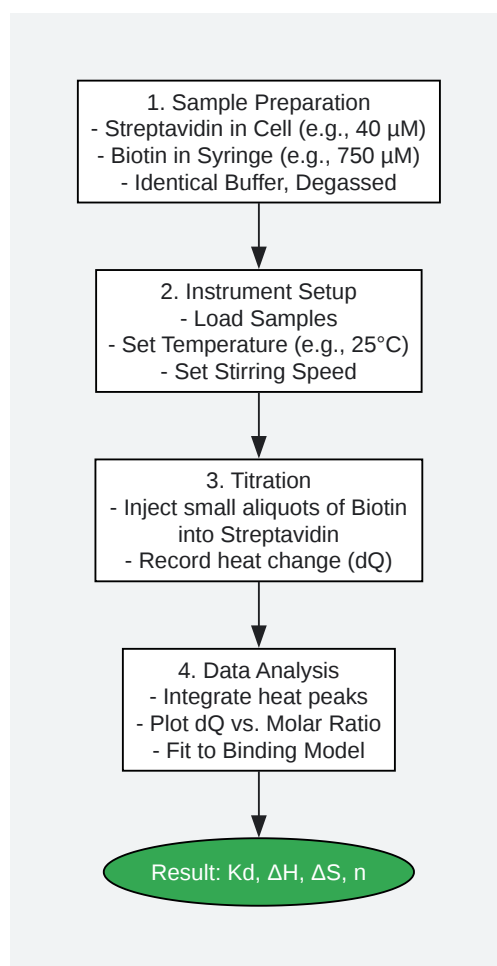 1. Sample Preparation
- Streptavidin in Cell (e.g., 40 µM)
- Biotin in Syringe (e.g., 750 µM)
- Identical Buffer, Degassed
2. Instrument Setup
- Load Samples
- Set Temperature (e.g., 25°C)
- Set Stirring Speed
3. Titration
- Inject small aliquots of Biotin
into Streptavidin
- Record heat change (dQ)
4. Data Analysis
- Integrate heat peaks
- Plot dQ vs. Molar Ratio
- Fit to Binding Model
Result: Kd, ΔH, ΔS, n